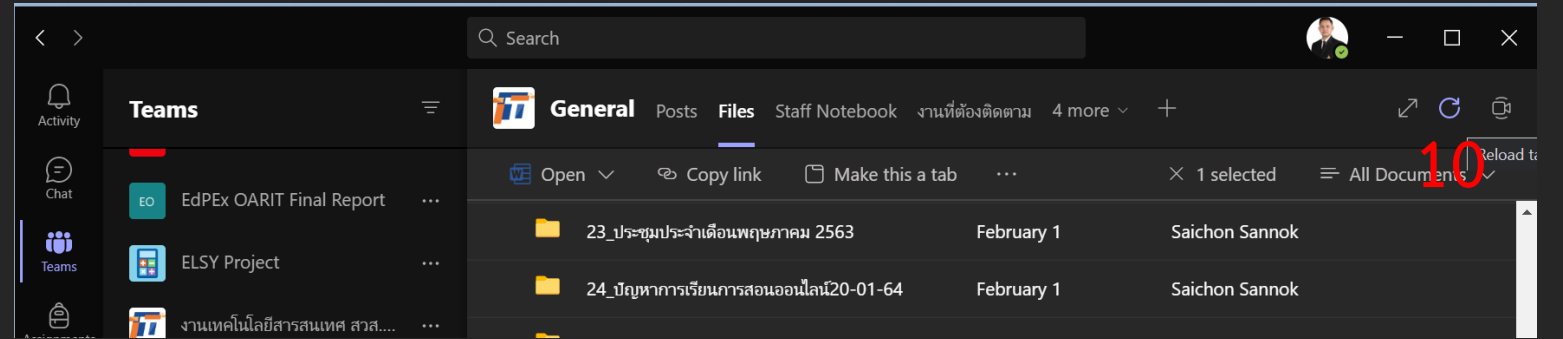 Search
Activity
Teams
General Posts Files Staff Notebook งานที่ต้องติดตาม 4 more
10
Reload ta
Open Copy link Make this a tab ... 1 selected All Documents
Chat
EO EdPEx OARIT Final Report ...
23_ประชุมประจำเดือนพฤษภาคม 2563 February 1 Saichon Sannok
Teams
ELSY Project ...
24_ปัญหาการเรียนการสอนออนไลน์20-01-64 February 1 Saichon Sannok
Assignments
งานเทคโนโลยีสารสนเทศ สวส.... ...